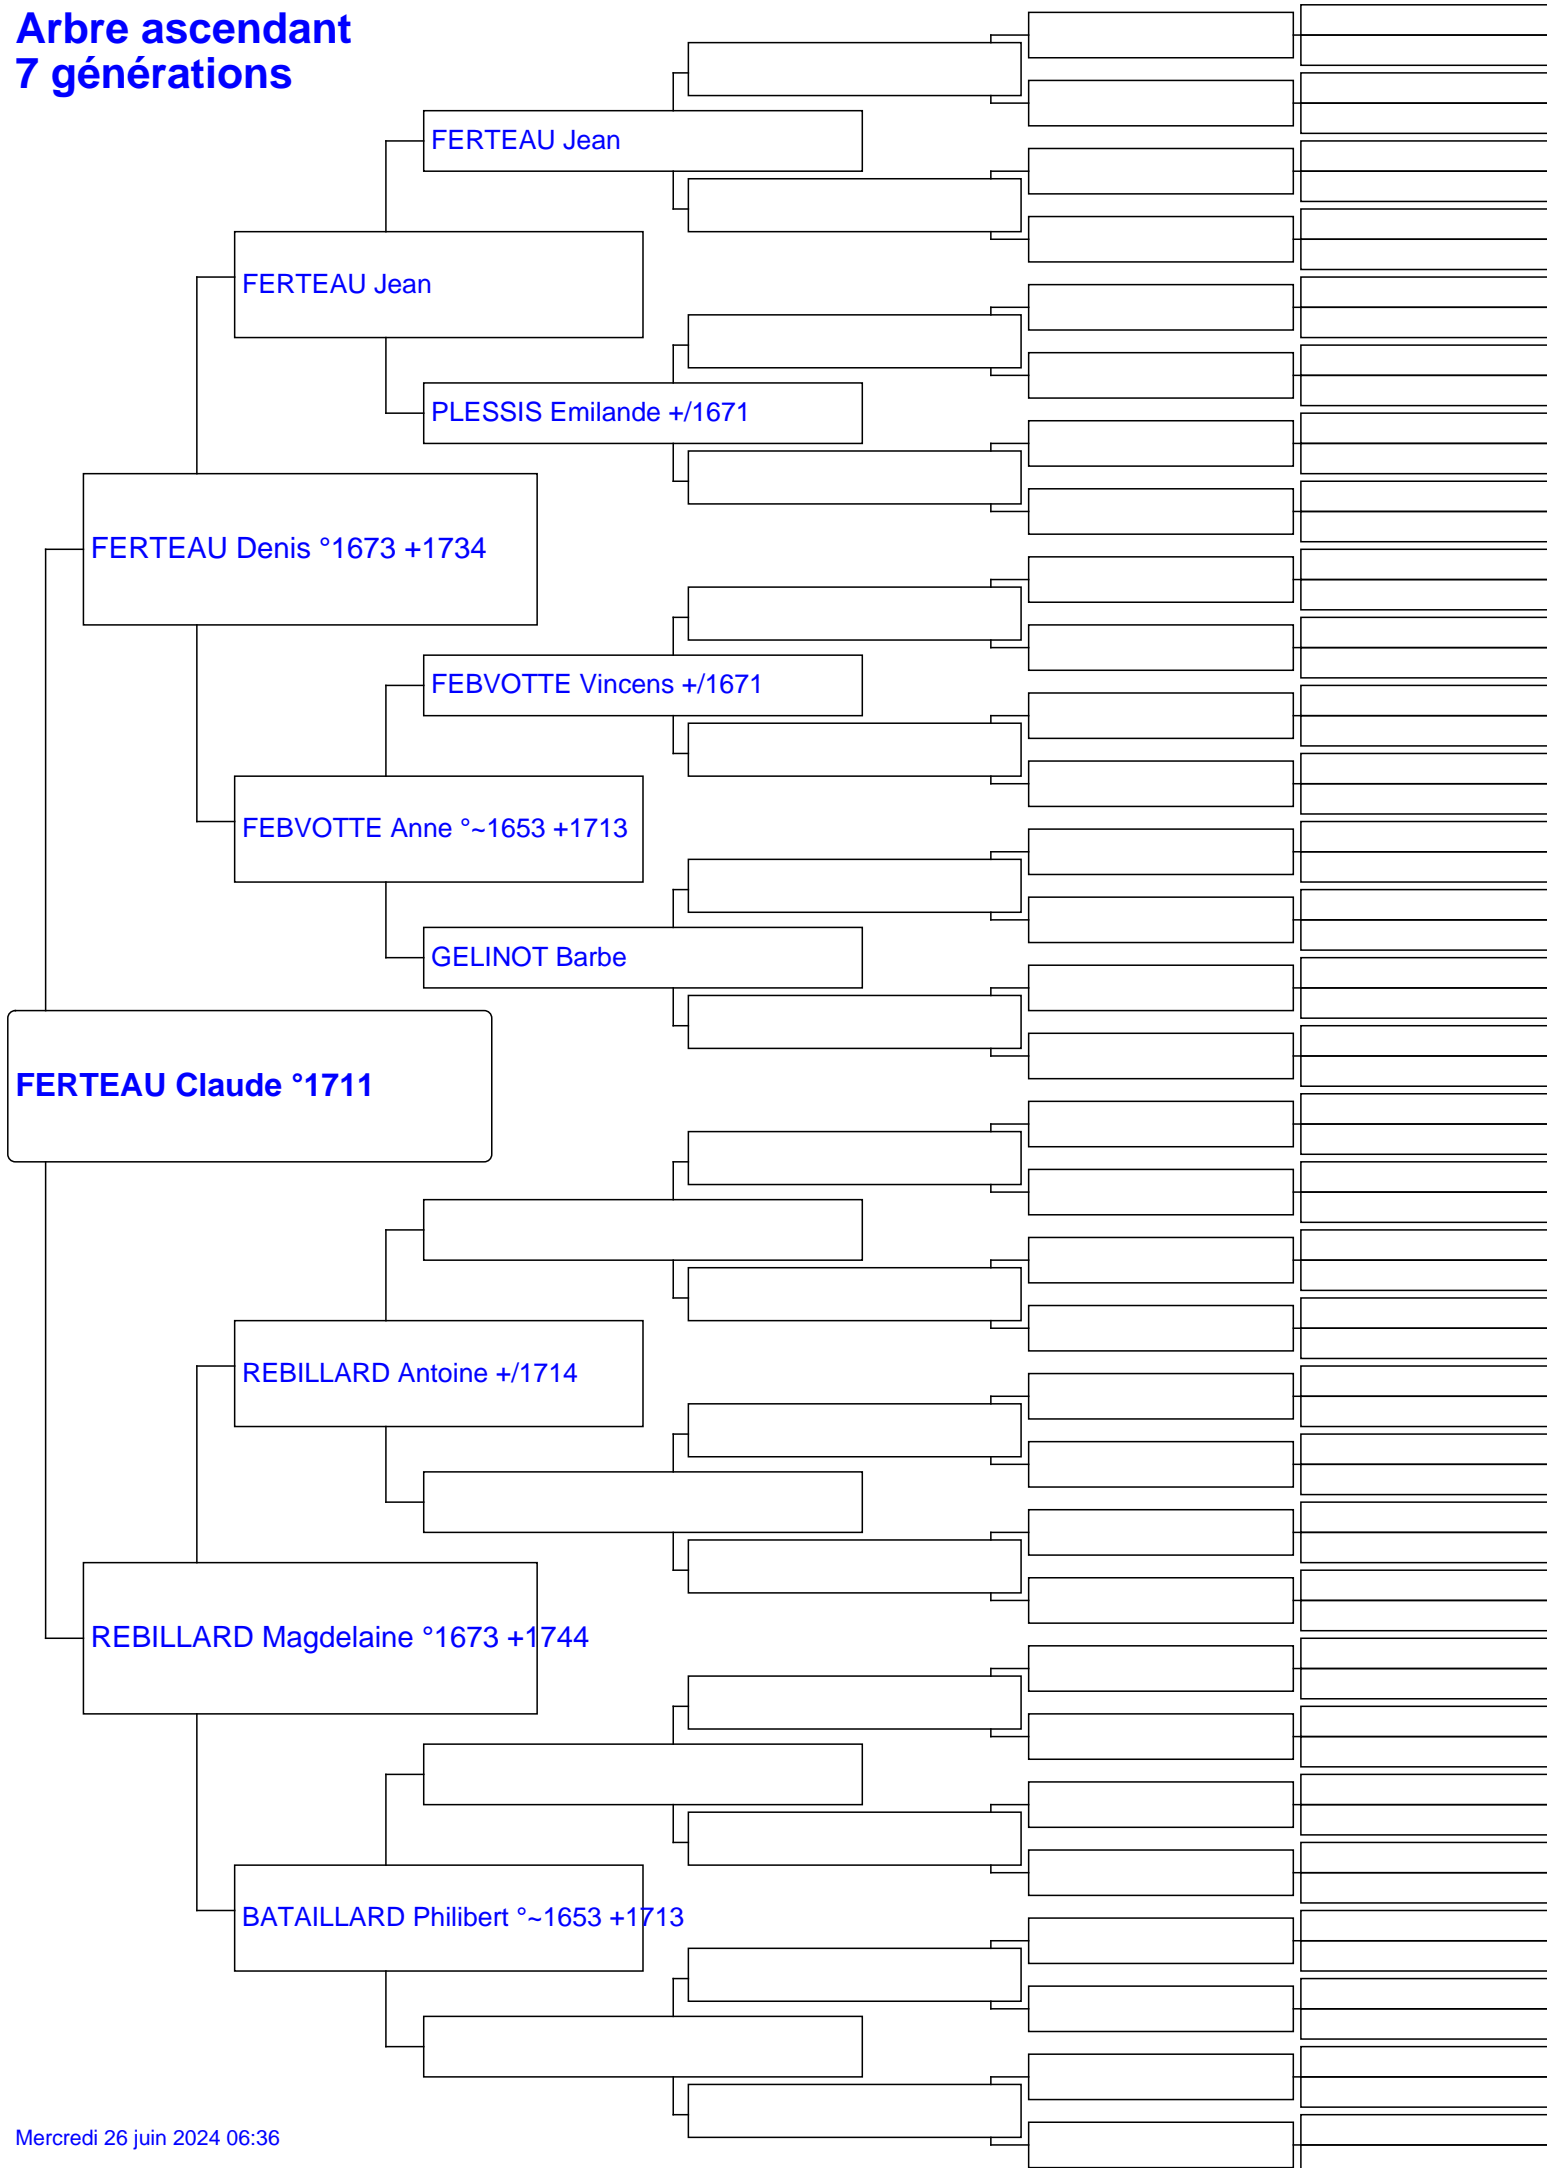 Arbre ascendant
7 générations
FERTEAU Jean
FERTEAU Jean
PLESSIS Emilande +/1671
FERTEAU Denis °1673 +1734
FEBVOTTE Vincens +/1671
FEBVOTTE Anne °~1653 +1713
GELINOT Barbe
FERTEAU Claude °1711
REBILLARD Antoine +/1714
REBILLARD Magdelaine °1673 +1744
BATAILLARD Philibert °~1653 +1713
Mercredi 26 juin 2024 06:36